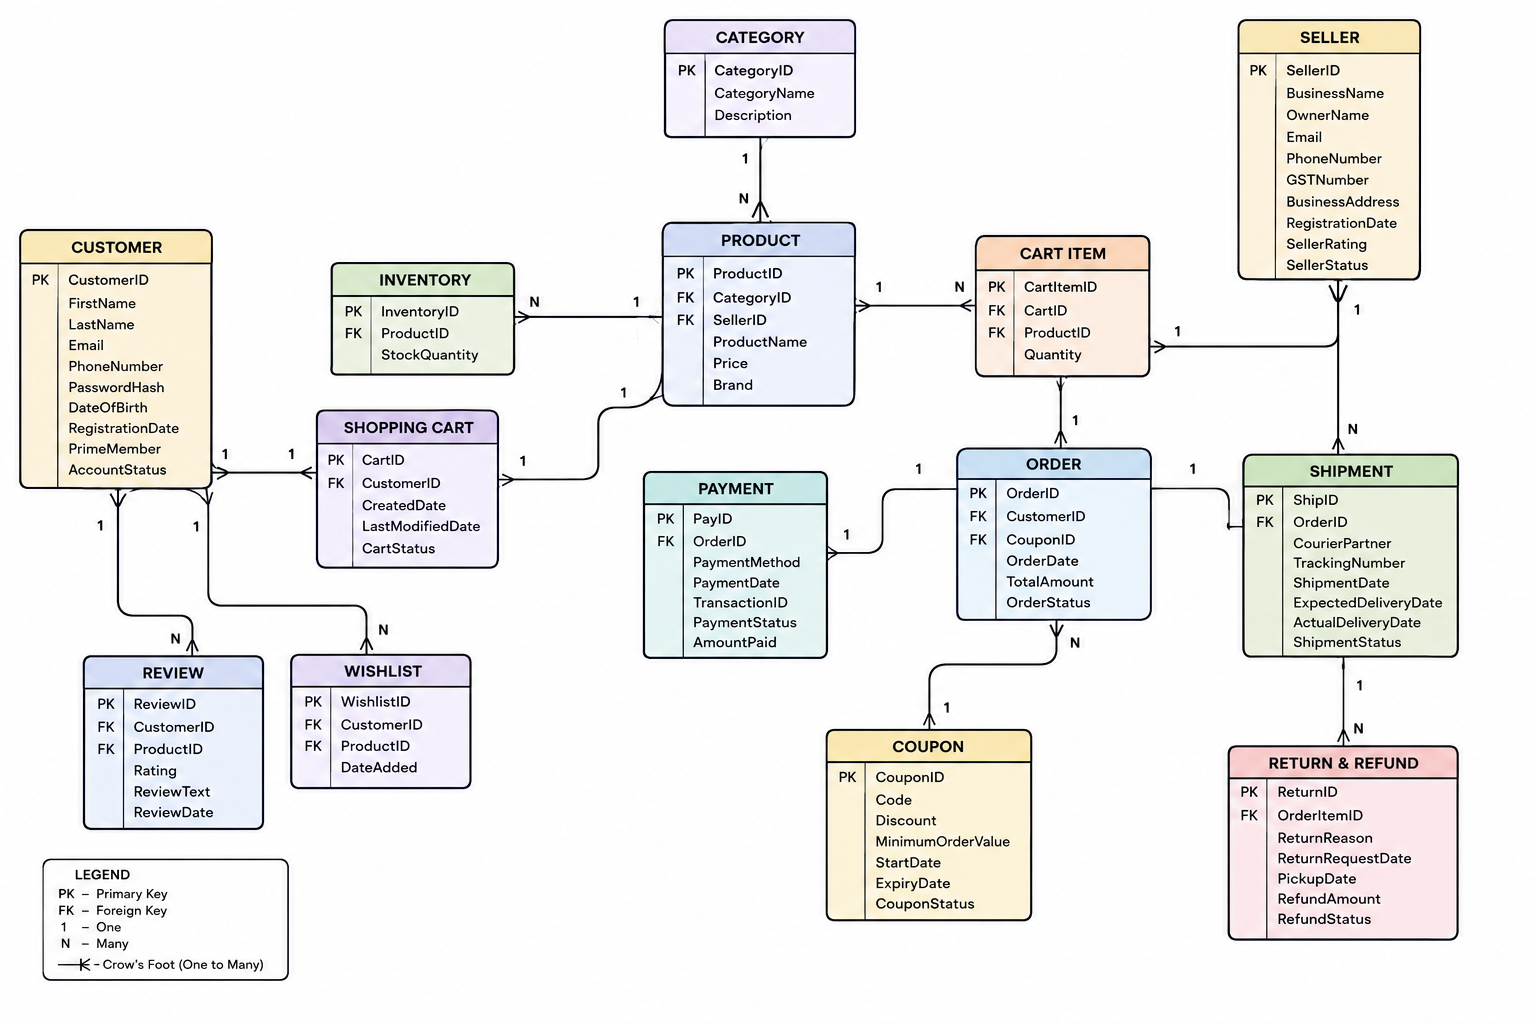 CATEGORY
PK CategoryID
CategoryName
Description
1
N
SELLER
PK SellerID
BusinessName
OwnerName
Email
PhoneNumber
GSTNumber
BusinessAddress
RegistrationDate
SellerRating
SellerStatus
1
1
N
CUSTOMER
PK CustomerID
FirstName
LastName
Email
PhoneNumber
PasswordHash
DateOfBirth
RegistrationDate
PrimeMember
AccountStatus
1
1
1
1
INVENTORY
PK InventoryID
FK ProductID
StockQuantity
N
1
PRODUCT
PK ProductID
FK CategoryID
FK SellerID
ProductName
Price
Brand
1
N
CART ITEM
PK CartItemID
FK CartID
FK ProductID
Quantity
1
SHOPPING CART
PK CartID
FK CustomerID
CreatedDate
LastModifiedDate
CartStatus
1
1
PAYMENT
PK PayID
FK OrderID
PaymentMethod
PaymentDate
TransactionID
PaymentStatus
AmountPaid
1
1
ORDER
PK OrderID
FK CustomerID
FK CouponID
OrderDate
TotalAmount
OrderStatus
1
N
1
SHIPMENT
PK ShipID
FK OrderID
CourierPartner
TrackingNumber
ShipmentDate
ExpectedDeliveryDate
ActualDeliveryDate
ShipmentStatus
1
N
N
N
REVIEW
PK ReviewID
FK CustomerID
FK ProductID
Rating
ReviewText
ReviewDate
WISHLIST
PK WishlistID
FK CustomerID
FK ProductID
DateAdded
COUPON
PK CouponID
Code
Discount
MinimumOrderValue
StartDate
ExpiryDate
CouponStatus
RETURN & REFUND
PK ReturnID
FK OrderItemID
ReturnReason
ReturnRequestDate
PickupDate
RefundAmount
RefundStatus
LEGEND
PK – Primary Key
FK – Foreign Key
1 – One
N – Many
– Crow's Foot (One to Many)